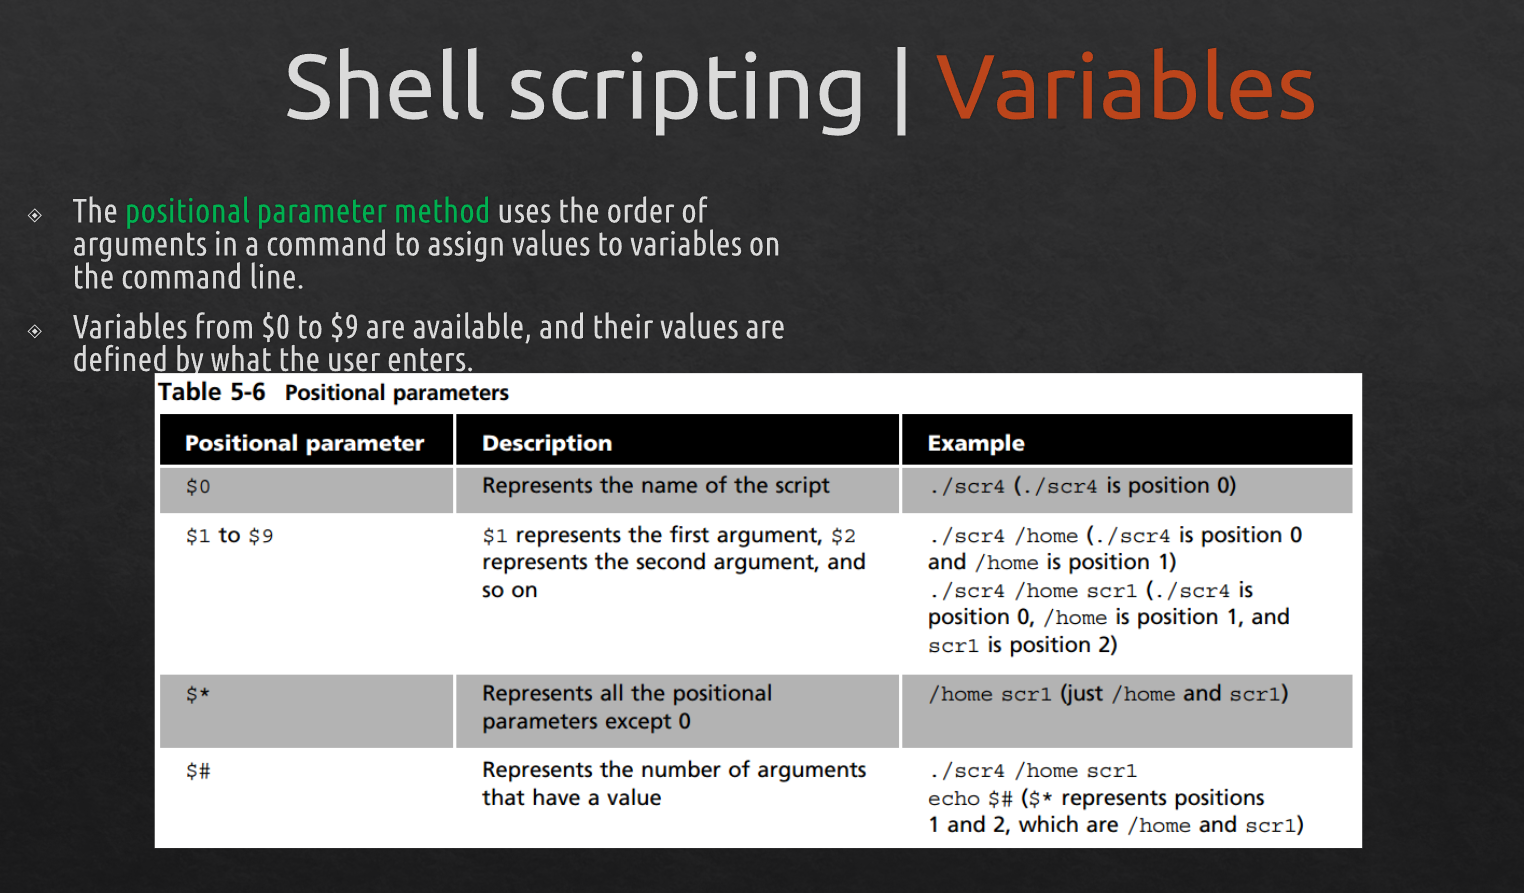 Shell scripting | Variables
The positional parameter method uses the order of
arguments in a command to assign values to variables on
the command line.
Variables from $0 to $9 are available, and their values are
defined by what the user enters.
Table 5-6 Positional parameters
Positional parameter Description Example
$0 Represents the name of the script ./scr4 (./scr4 is position 0)
$1 to $9 $1 represents the first argument, $2 ./scr4 /home (./scr4 is position 0
represents the second argument, and and /home is position 1)
so on ./scr4 /home scr1 (./scr4 is
position 0, /home is position 1, and
scr1 is position 2)
$* Represents all the positional /home scr1 (just /home and scr1)
parameters except 0
$# Represents the number of arguments ./scr4 /home scr1
that have a value echo $# ($* represents positions
1 and 2, which are /home and scr1)